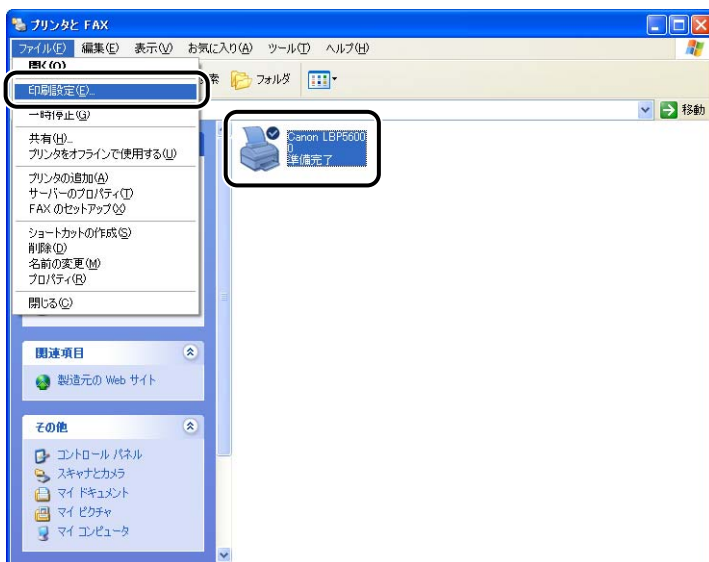 プリンタと FAX
ファイル(F) 編集(E) 表示(V) お気に入り(A) ツール(T) ヘルプ(H)
開く(O)
索 フォルダ
印刷設定(E)...
一時停止(G)
移動
共有(H)...
プリンタをオフラインで使用する(U)
Canon LBP5600
0
準備完了
プリンタの追加(A)
サーバーのプロパティ(T)
FAX のセットアップ(X)
ショートカットの作成(S)
削除(D)
名前の変更(M)
プロパティ(R)
閉じる(C)
関連項目
製造元の Web サイト
その他
コントロール パネル
スキャナとカメラ
マイ ドキュメント
マイ ピクチャ
マイ コンピュータ